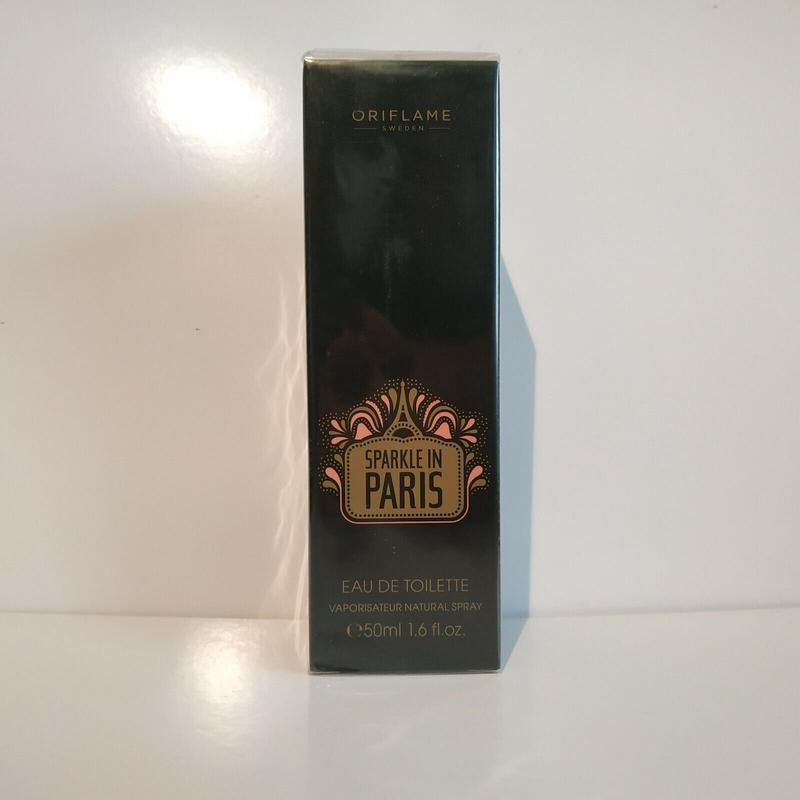 ORIFLAME
SWEDEN
SPARKLE IN
PARIS
EAU DE TOILETTE
VAPORISATEUR NATURAL SPRAY
℮50ml 1.6 fl.oz.